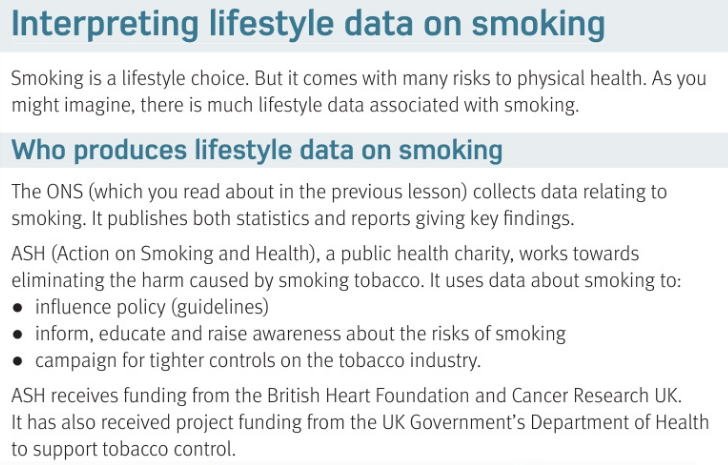 Interpreting lifestyle data on smoking
Smoking is a lifestyle choice. But it comes with many risks to physical health. As you
might imagine, there is much lifestyle data associated with smoking.
Who produces lifestyle data on smoking
The ONS (which you read about in the previous lesson) collects data relating to
smoking. It publishes both statistics and reports giving key findings.
ASH (Action on Smoking and Health), a public health charity, works towards
eliminating the harm caused by smoking tobacco. It uses data about smoking to:
● influence policy (guidelines)
● inform, educate and raise awareness about the risks of smoking
● campaign for tighter controls on the tobacco industry.
ASH receives funding from the British Heart Foundation and Cancer Research UK.
It has also received project funding from the UK Government's Department of Health
to support tobacco control.